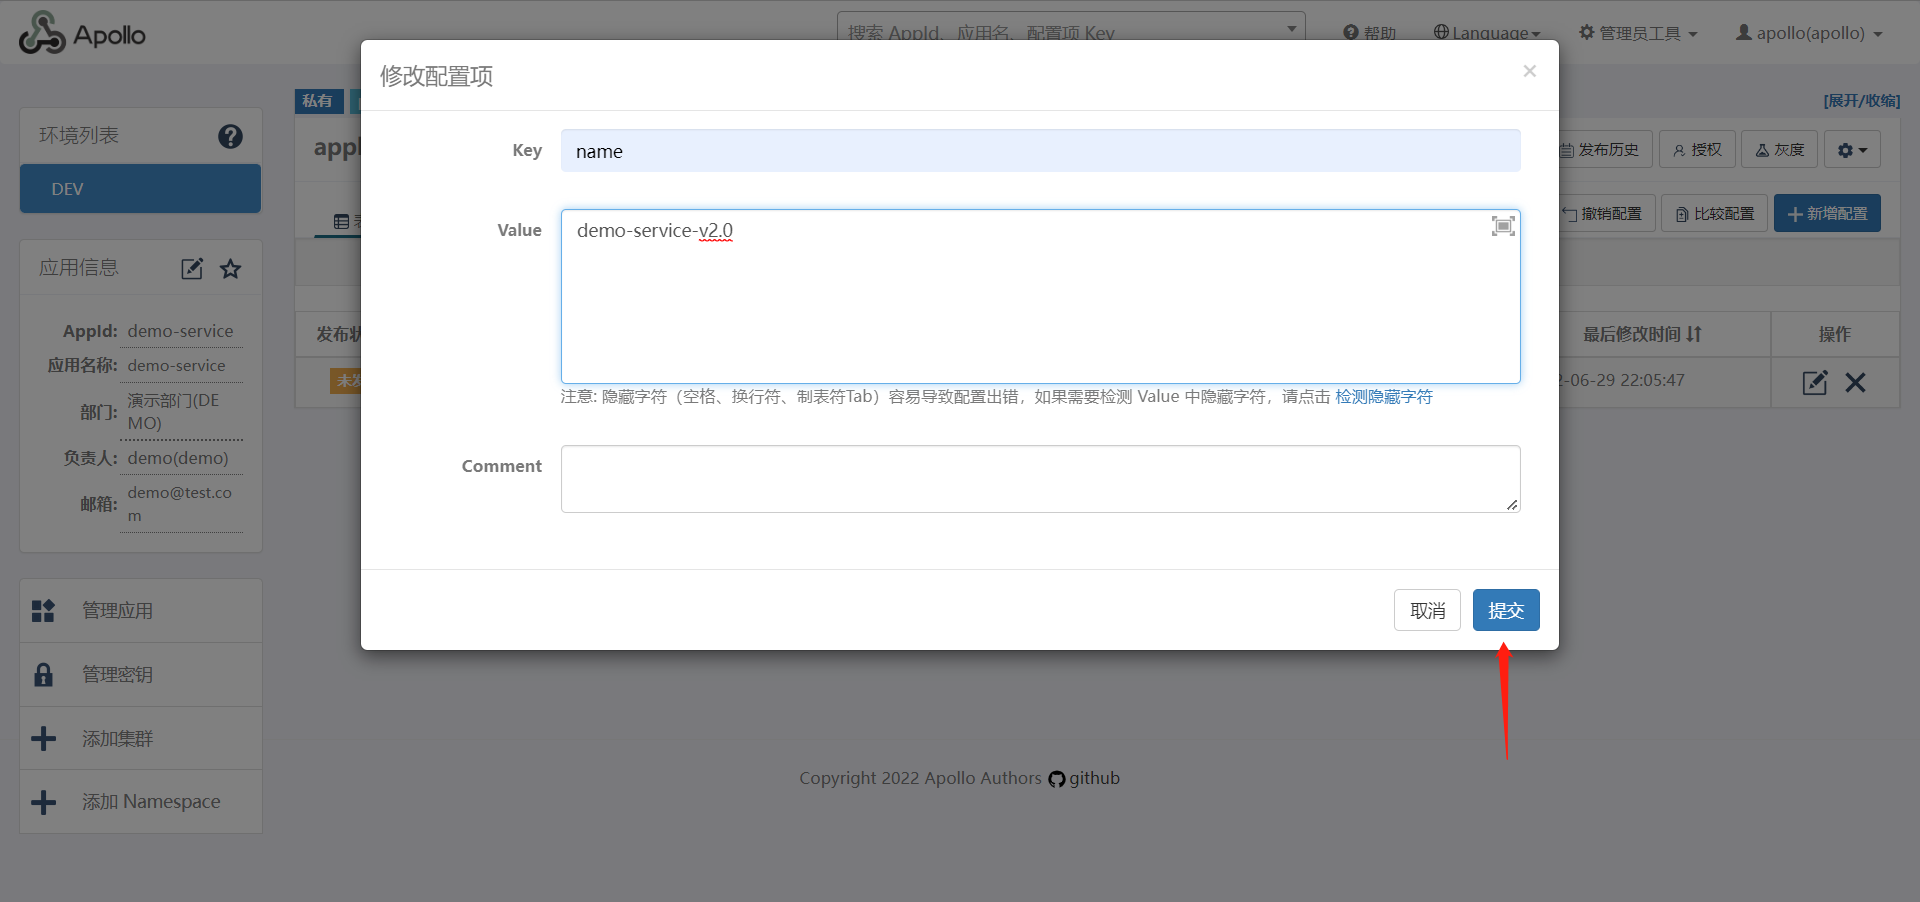 Apollo
搜索 AppId、应用名、配置项 Key
帮助
Language
管理员工具
apollo(apollo)
修改配置项
×
私有
[展开/收缩]
环境列表
DEV
Key
name
发布历史
授权
灰度
Value
demo-service-v2.0
撤销配置
比较配置
新增配置
应用信息
AppId: demo-service
应用名称: demo-service
部门: 演示部门(DE
MO)
负责人: demo(demo)
邮箱: demo@test.co
m
最后修改时间
操作
-06-29 22:05:47
注意: 隐藏字符（空格、换行符、制表符Tab）容易导致配置出错，如果需要检测 Value 中隐藏字符，请点击 检测隐藏字符
Comment
取消
提交
管理应用
管理密钥
添加集群
添加 Namespace
Copyright 2022 Apollo Authors github